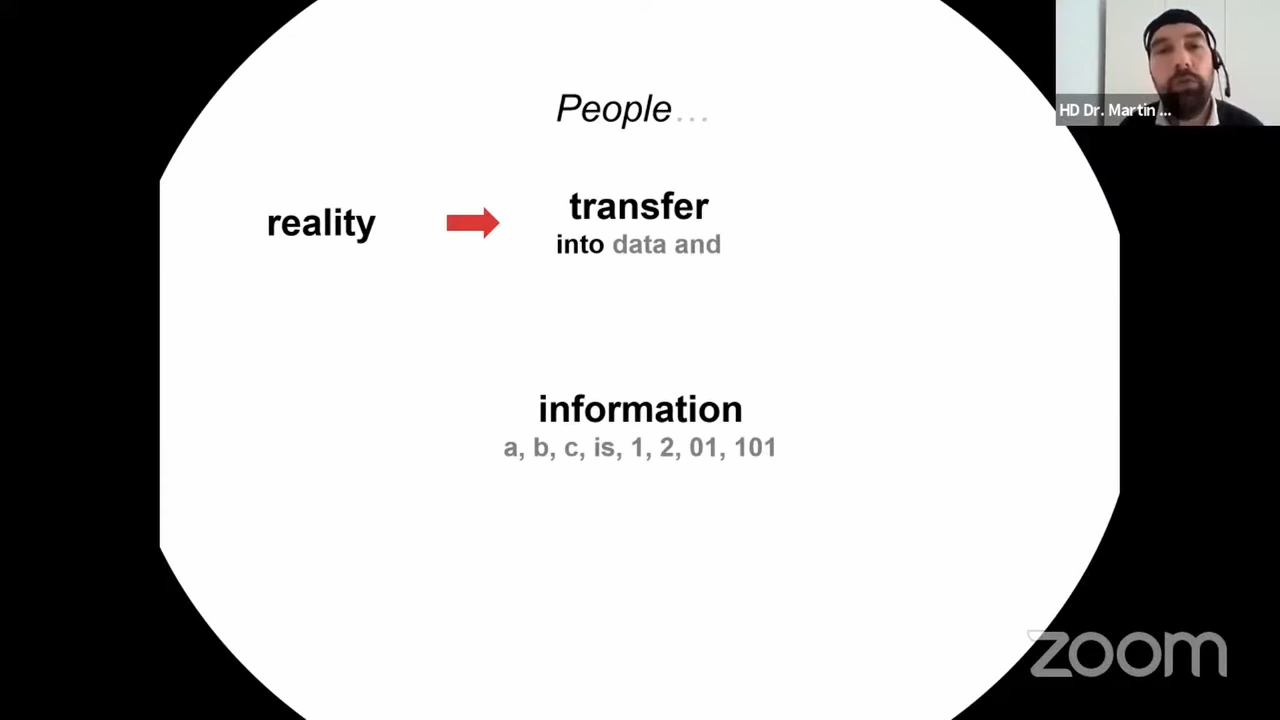 People...
HD Dr. Martin ...
reality
transfer
into data and
information
a, b, c, is, 1, 2, 01, 101
zoom